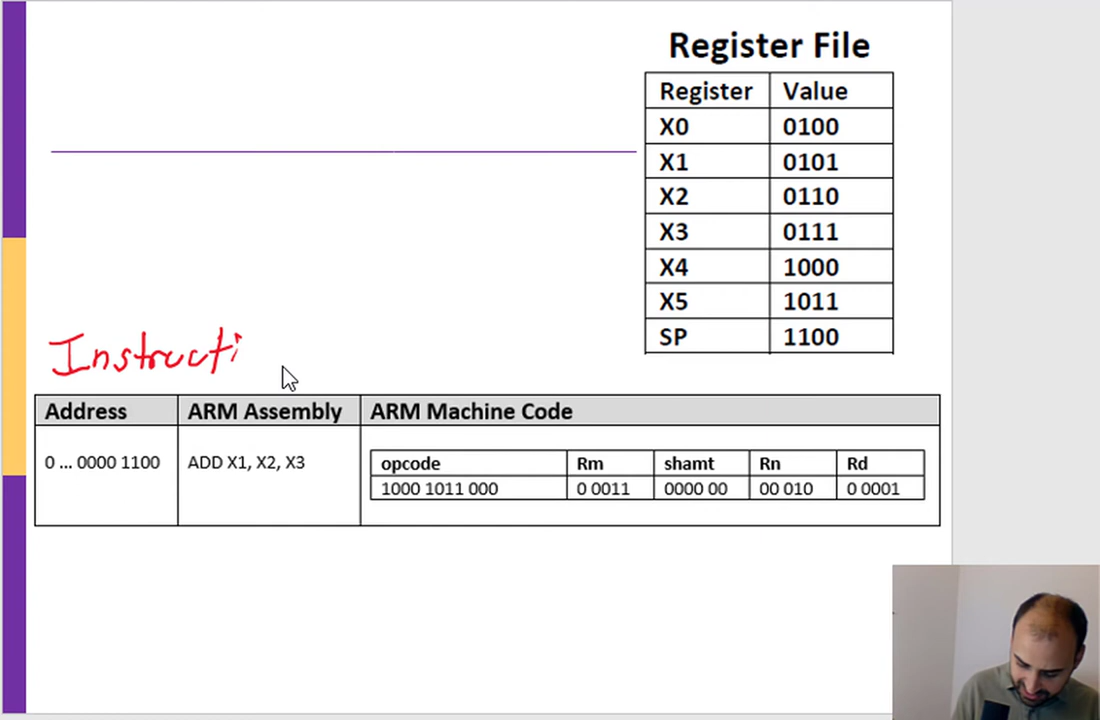 Register File
Register Value
X0 0100
X1 0101
X2 0110
X3 0111
X4 1000
X5 1011
SP 1100
Instructi
Address ARM Assembly ARM Machine Code
0 ... 0000 1100 ADD X1, X2, X3
opcode Rm shamt Rn Rd
1000 1011 000 0 0011 0000 00 00 010 0 0001